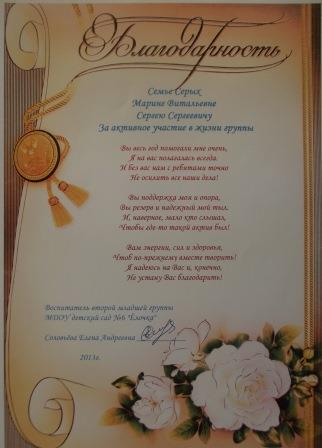 Благодарность
Семье Серых
Марине Витальевне
Сергею Сергеевичу
За активное участие в жизни группы
Вы весь год помогали мне очень,
Я на вас полагалась всегда.
И без вас нам с ребятами точно
Не осилить все наши дела!
Вы поддержка моя и опора,
Вы резерв и надежный мой тыл,
И, наверное, мало кто слышал,
Чтобы где-то такой актив был!
Вам энергии, сил и здоровья,
Чтоб по-прежнему вместе творить!
Я надеюсь на Вас и, конечно,
Не устану Вас благодарить!
Воспитатель второй младшей группы
МДОУ детский сад №6 "Ёлочка"
Соловьёва Елена Андреевна
2013г.